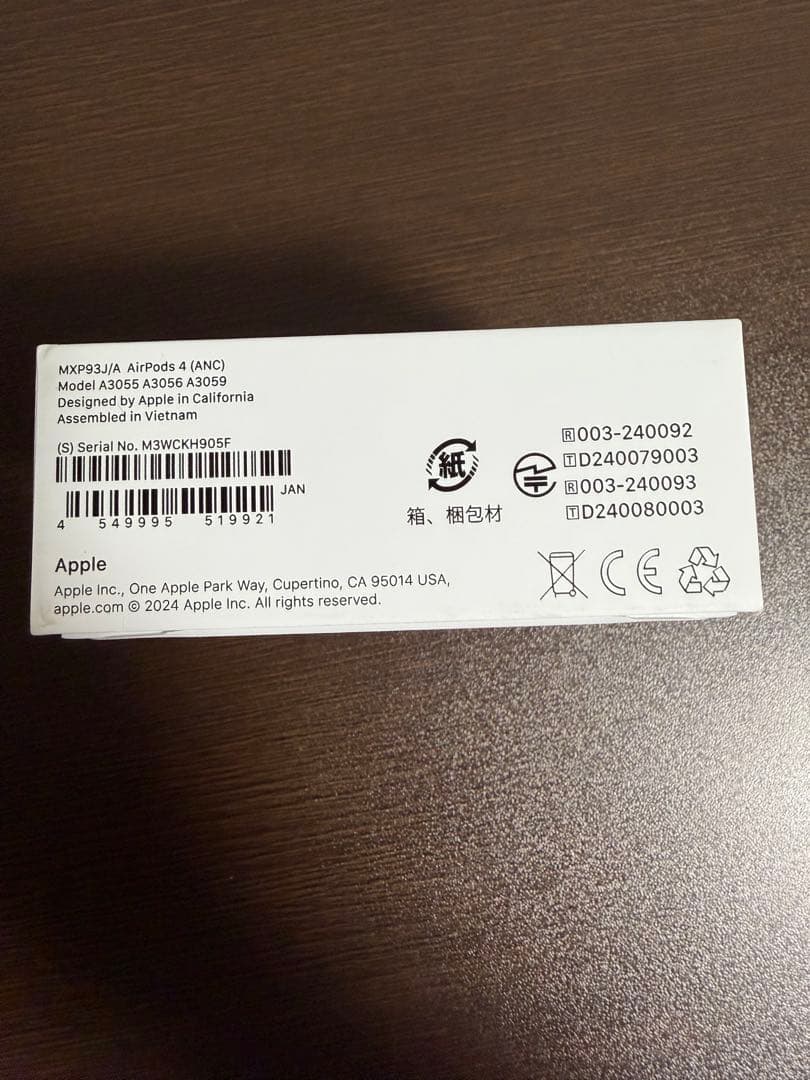 MXP93J/A AirPods 4 (ANC)
Model A3055 A3056 A3059
Designed by Apple in California
Assembled in Vietnam
(S) Serial No. M3WCKH905F
JAN
4 549995 519921
Apple
Apple Inc., One Apple Park Way, Cupertino, CA 95014 USA,
apple.com © 2024 Apple Inc. All rights reserved.
紙
箱、梱包材
R003-240092
TD240079003
R003-240093
TD240080003
CE